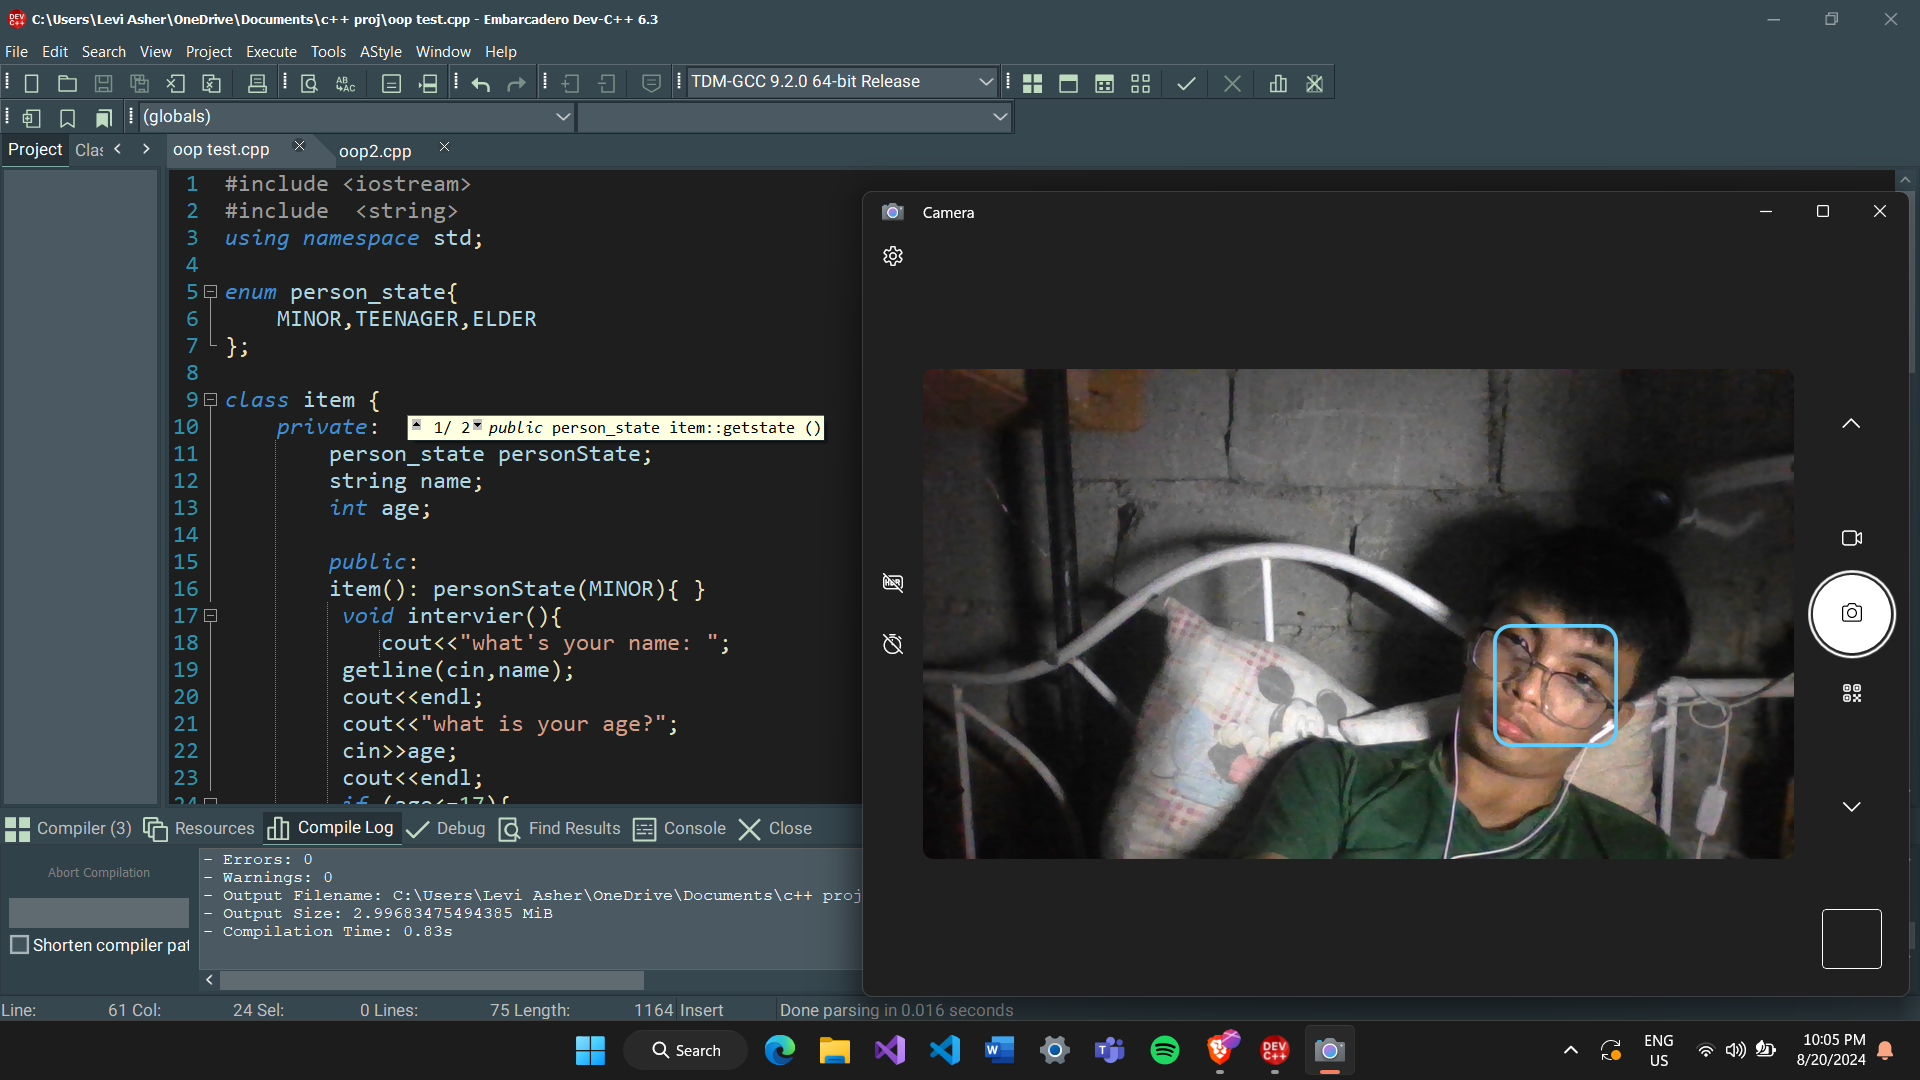 C:\Users\Levi Asher\OneDrive\Documents\c++ proj\oop test.cpp - Embarcadero Dev-C++ 6.3
File Edit Search View Project Execute Tools AStyle Window Help
TDM-GCC 9.2.0 64-bit Release
(globals)
Project Clas oop test.cpp oop2.cpp
1 #include <iostream>
2 #include  <string>
3 using namespace std;
4
5 enum person_state{
6 MINOR,TEENAGER,ELDER
7 };
8
9 class item {
10 private:
1/ 2 public person_state item::getstate ()
11 person_state personState;
12 string name;
13 int age;
14
15 public:
16 item(): personState(MINOR){ }
17 void intervier(){
18 cout<<"what's your name: ";
19 getline(cin,name);
20 cout<<endl;
21 cout<<"what is your age?";
22 cin>>age;
23 cout<<endl;
24 if (age<=17){
Camera
Compiler (3) Resources Compile Log Debug Find Results Console Close
Abort Compilation
Shorten compiler pat
- Errors: 0
- Warnings: 0
- Output Filename: C:\Users\Levi Asher\OneDrive\Documents\c++ proj
- Output Size: 2.99683475494385 MiB
- Compilation Time: 0.83s
Line: 61 Col: 24 Sel: 0 Lines: 75 Length: 1164 Insert Done parsing in 0.016 seconds
Search
ENG
US
10:05 PM
8/20/2024